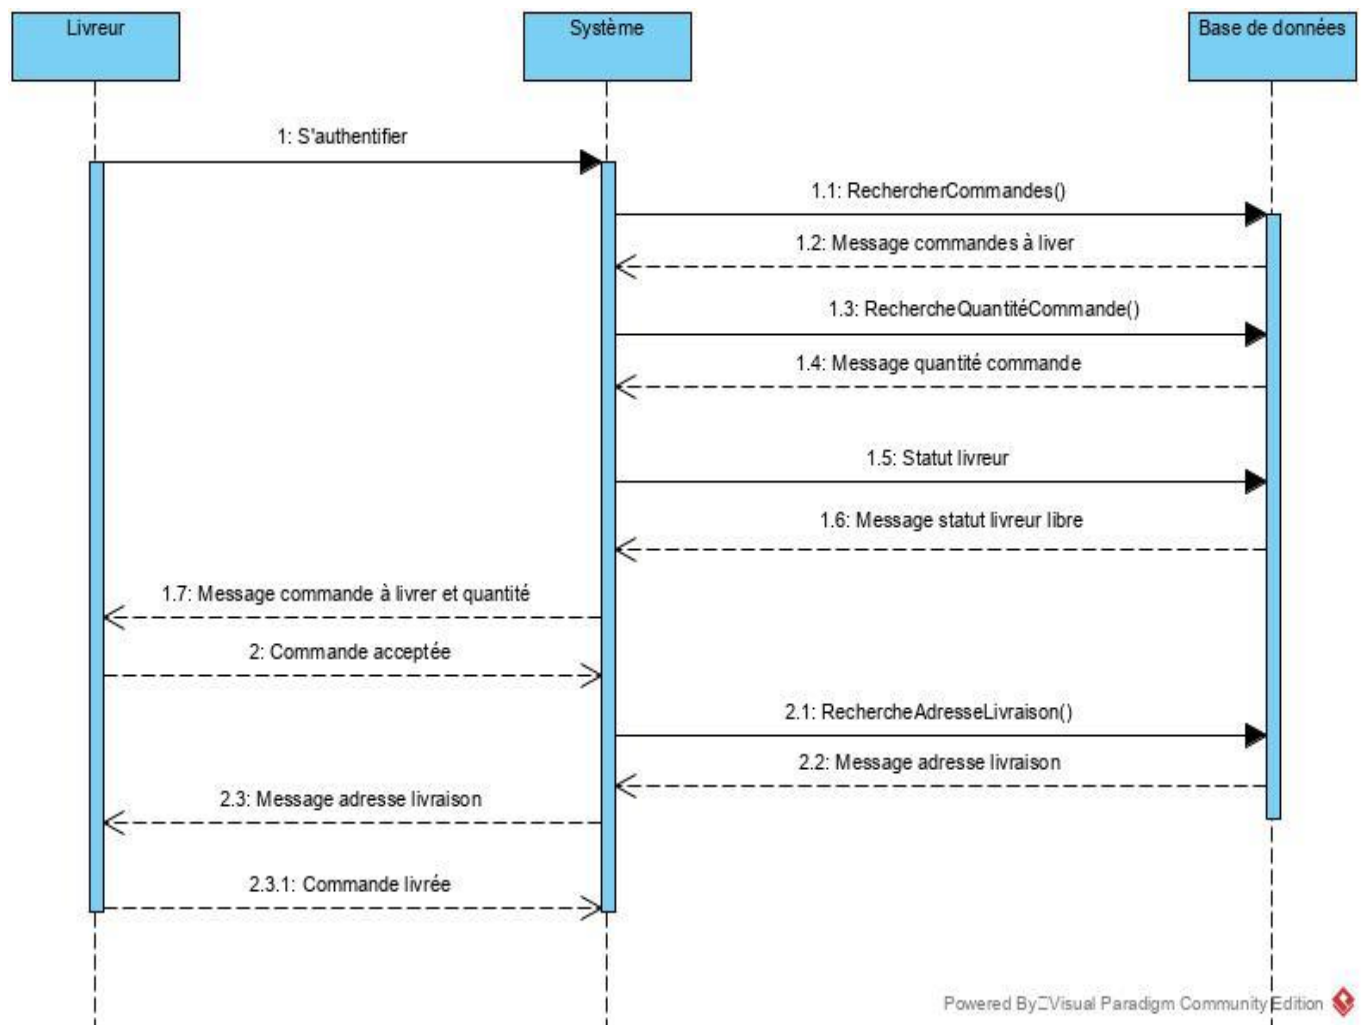 Livreur
Système
Base de données
1: S'authentifier
1.1: RechercherCommandes()
1.2: Message commandes à liver
1.3: RechercheQuantitéCommande()
1.4: Message quantité commande
1.5: Statut livreur
1.6: Message statut livreur libre
1.7: Message commande à livrer et quantité
2: Commande acceptée
2.1: RechercheAdresseLivraison()
2.2: Message adresse livraison
2.3: Message adresse livraison
2.3.1: Commande livrée
Powered By Visual Paradigm Community Edition